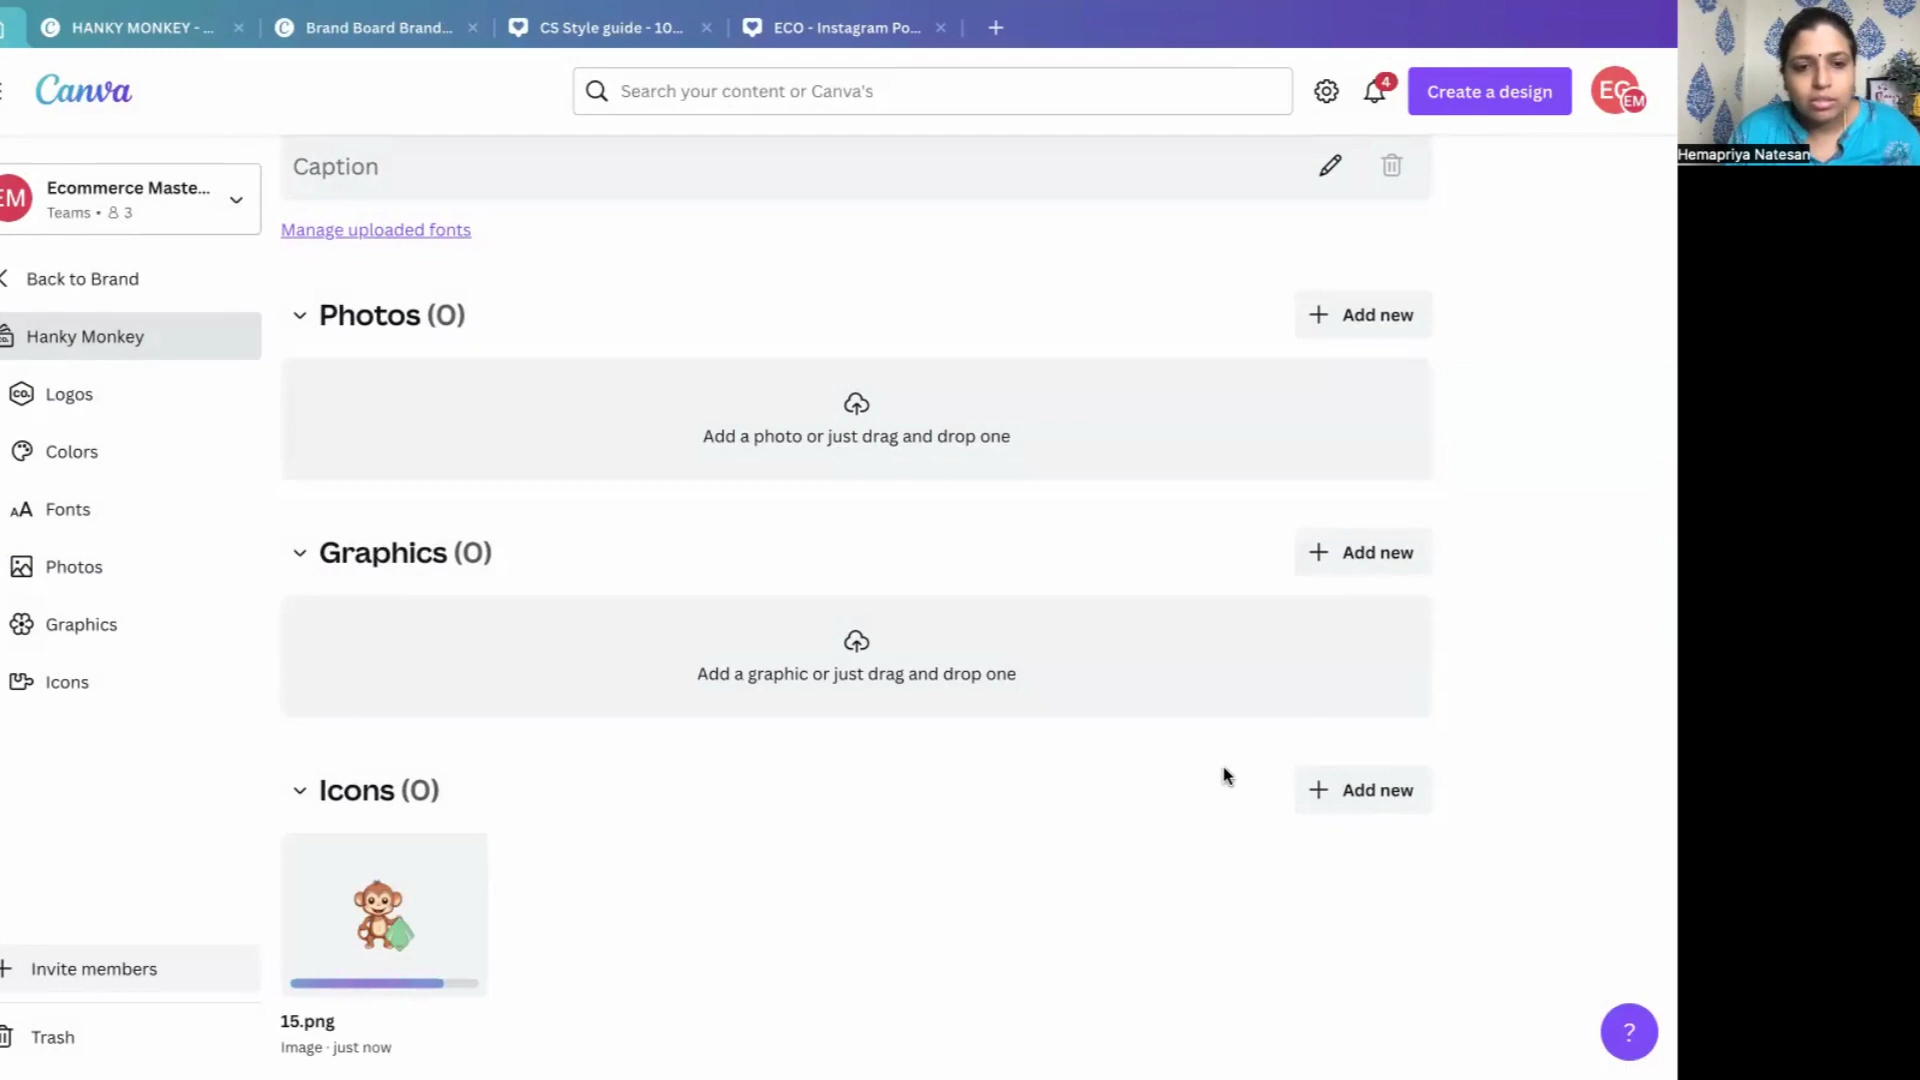 HANKY MONKEY - ...
Brand Board Brand...
CS Style guide - 10...
ECO - Instagram Po...
Canva
Search your content or Canva's
4
Create a design
EM
Hemapriya Natesan
Caption
EM
Ecommerce Maste...
Teams • 3
Manage uploaded fonts
Back to Brand
Hanky Monkey
CO.
Logos
Colors
Fonts
Photos
Graphics
Icons
Photos (0)
Add new
Add a photo or just drag and drop one
Graphics (0)
Add new
Add a graphic or just drag and drop one
Icons (0)
Add new
15.png
Image · just now
Invite members
Trash
?